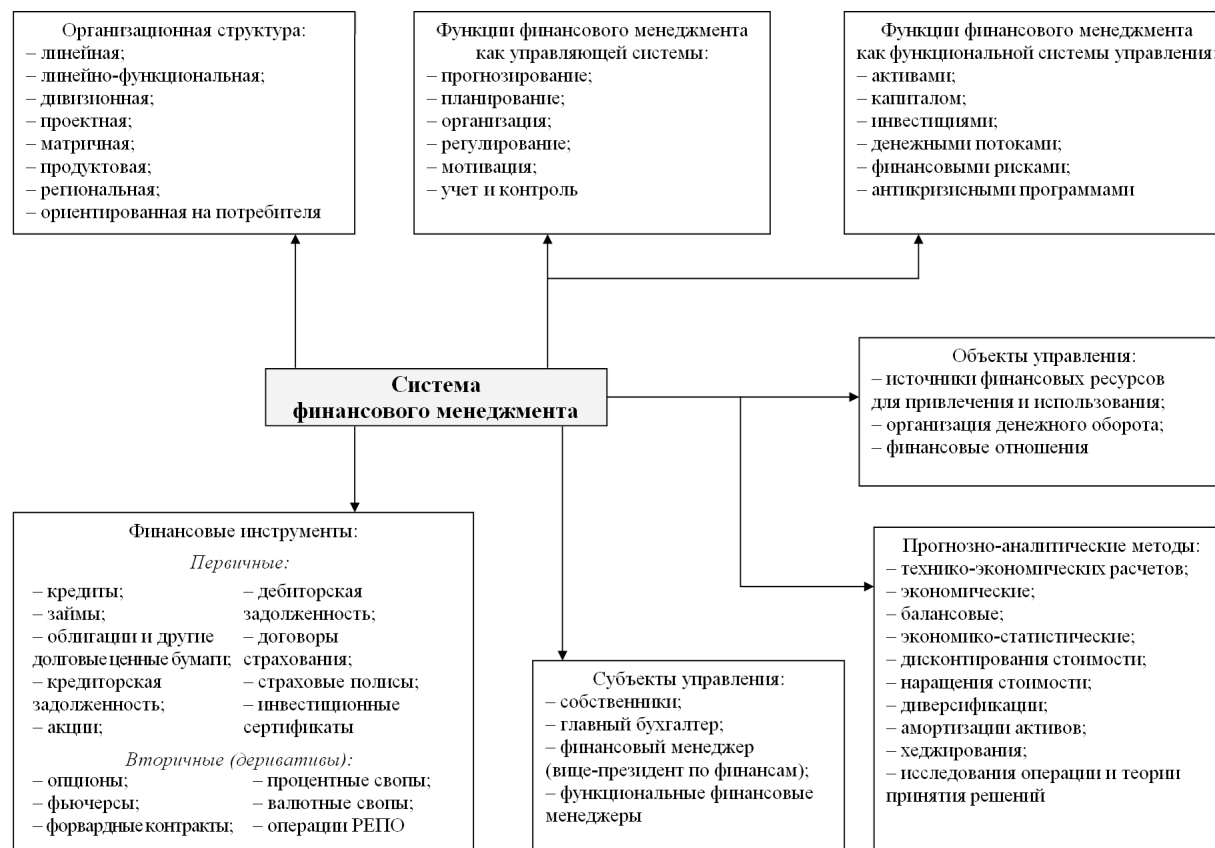 Организационная структура:
– линейная;
– линейно-функциональная;
– дивизионная;
– проектная;
– матричная;
– продуктовая;
– региональная;
– ориентированная на потребителя
Функции финансового менеджмента
как управляющей системы:
– прогнозирование;
– планирование;
– организация;
– регулирование;
– мотивация;
– учет и контроль
Функции финансового менеджмента
как функциональной системы управления:
– активами;
– капиталом;
– инвестициями;
– денежными потоками;
– финансовыми рисками;
– антикризисными программами
Система
финансового менеджмента
Объекты управления:
– источники финансовых ресурсов
для привлечения и использования;
– организация денежного оборота;
– финансовые отношения
Финансовые инструменты:
Первичные:
– кредиты;
– займы;
– облигации и другие
долговые ценные бумаги;
– кредиторская
задолженность;
– акции;
– дебиторская
задолженность;
– договоры
страхования;
– страховые полисы;
– инвестиционные
сертификаты
Вторичные (деривативы):
– опционы;
– фьючерсы;
– форвардные контракты;
– процентные свопы;
– валютные свопы;
– операции РЕПО
Субъекты управления:
– собственники;
– главный бухгалтер;
– финансовый менеджер
(вице-президент по финансам);
– функциональные финансовые
менеджеры
Прогнозно-аналитические методы:
– технико-экономических расчетов;
– экономические;
– балансовые;
– экономико-статистические;
– дисконтирования стоимости;
– наращения стоимости;
– диверсификации;
– амортизации активов;
– хеджирования;
– исследования операции и теории
принятия решений